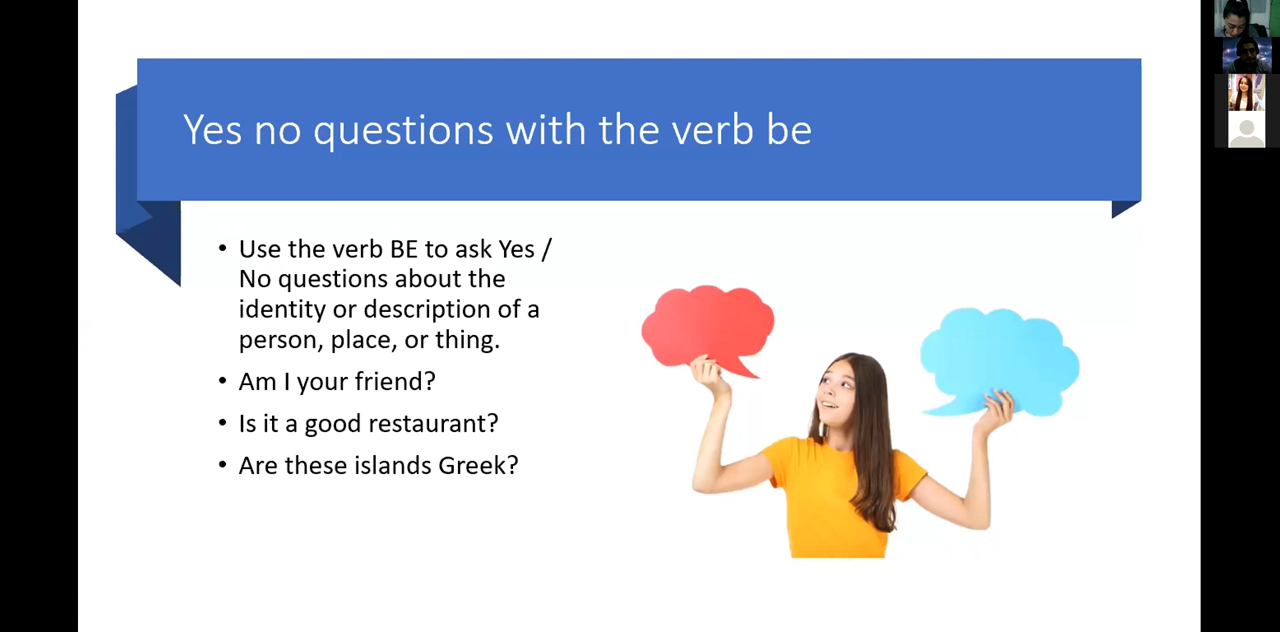 Yes no questions with the verb be
• Use the verb BE to ask Yes /
No questions about the
identity or description of a
person, place, or thing.
• Am I your friend?
• Is it a good restaurant?
• Are these islands Greek?